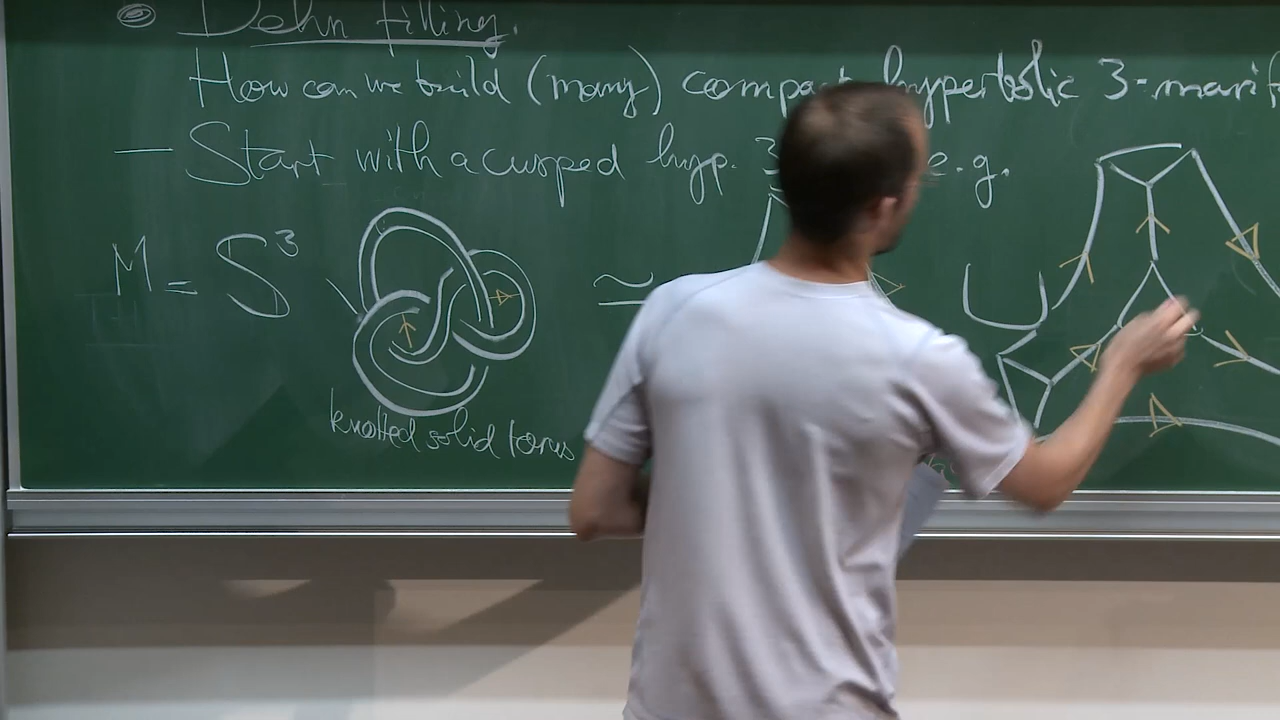 Dehn filling.
How can we build (many) compa hyperbolic 3-manif
— Start with a cusped hyp. 3 e.g.
M = S³ \ ≃ ∪
knotted solid torus